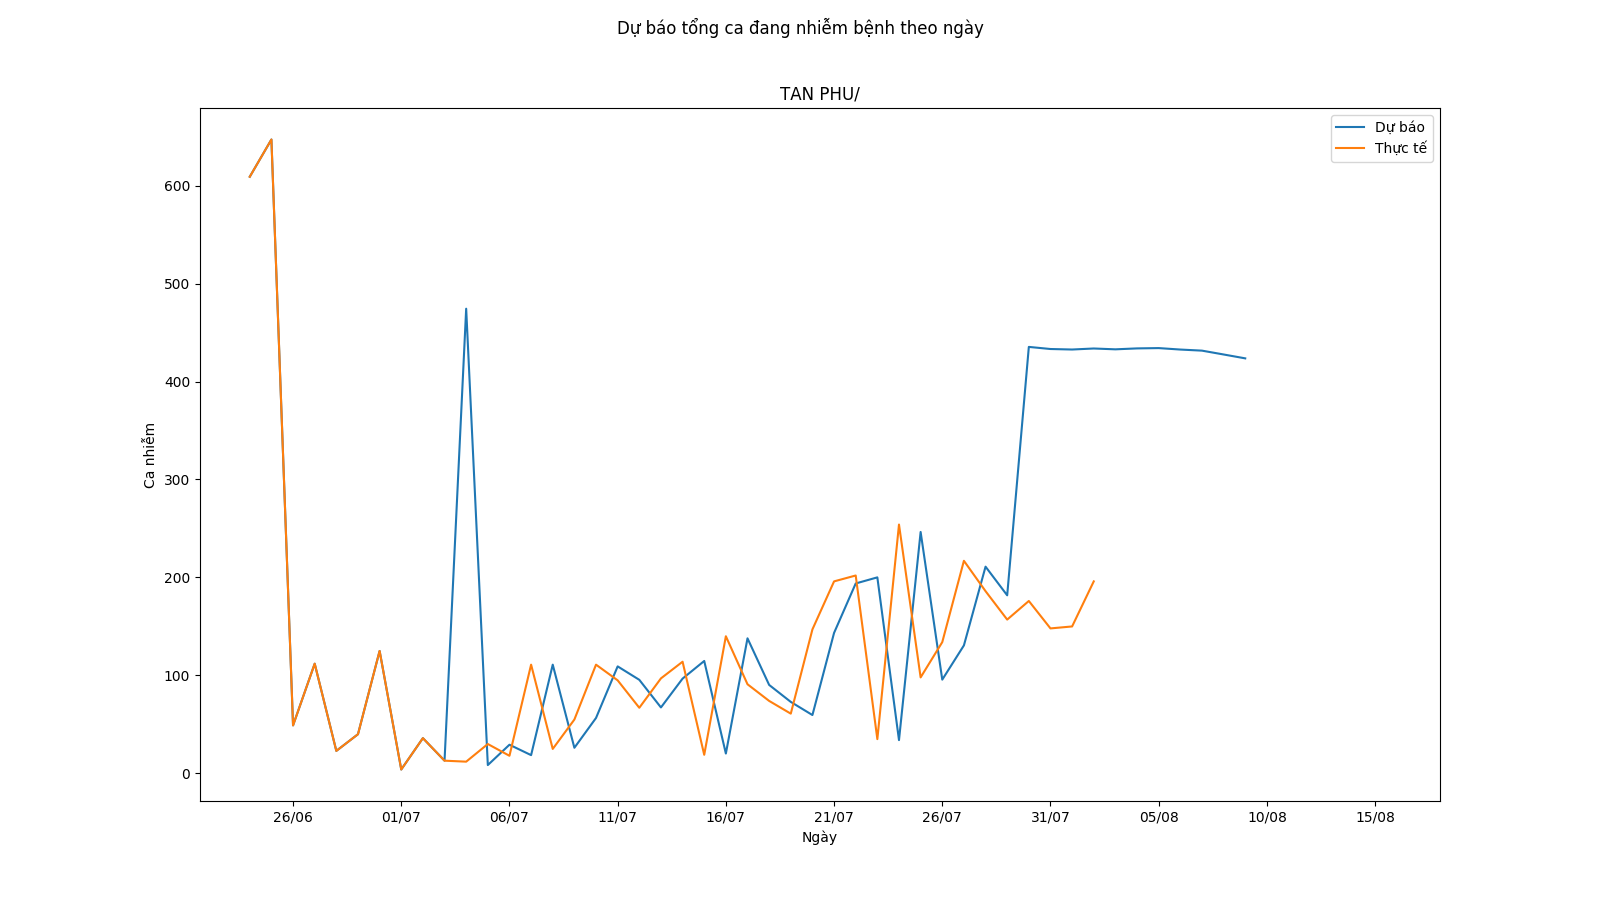 Dự báo tổng ca đang nhiễm bệnh theo ngày
TAN PHU/
Dự báo
Thực tế
600
500
400
300
200
100
0
Ca nhiễm
26/06 01/07 06/07 11/07 16/07 21/07 26/07 31/07 05/08 10/08 15/08
Ngày